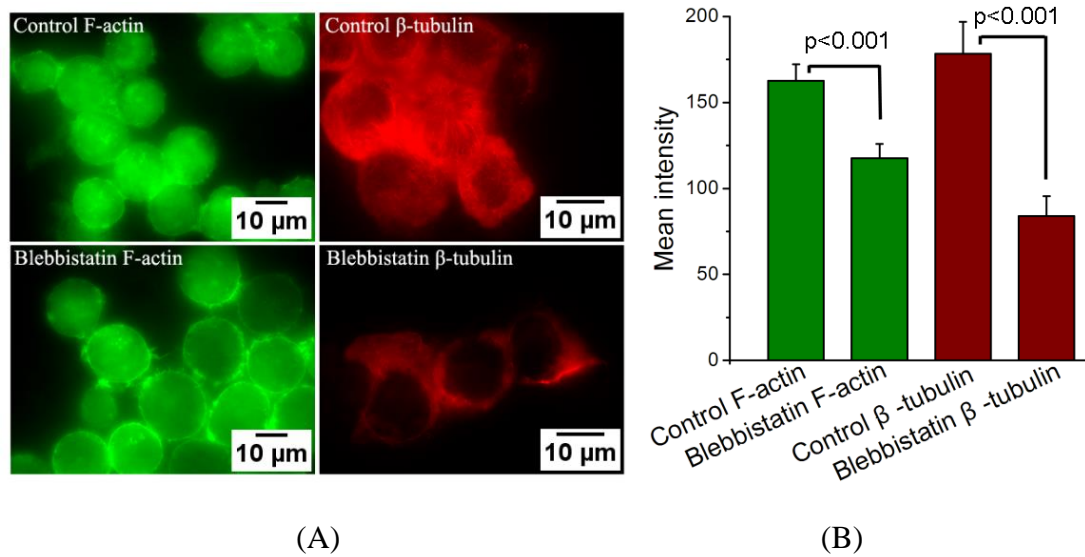 Control F-actin
Control β-tubulin
10 µm
10 µm
Blebbistatin F-actin
Blebbistatin β-tubulin
10 µm
10 µm
(A)
Mean intensity
200
150
100
50
0
p<0.001
p<0.001
Control F-actin
Blebbistatin F-actin
Control β -tubulin
Blebbistatin β -tubulin
(B)